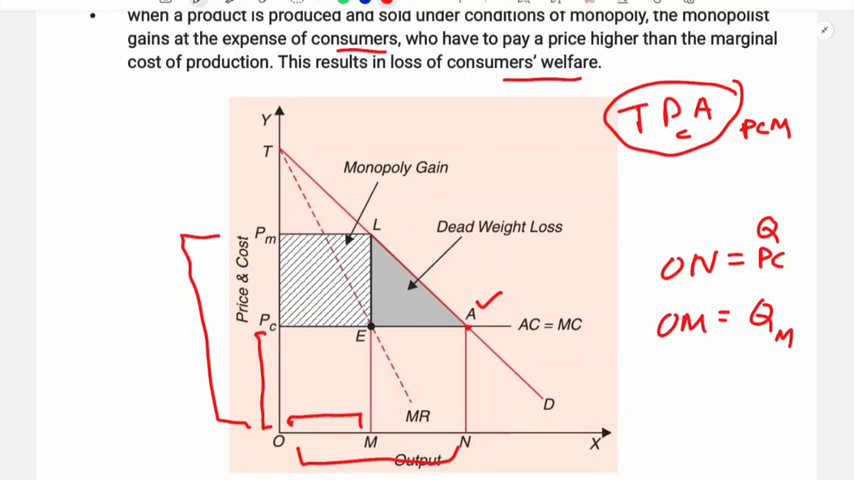 when a product is produced and sold under conditions of monopoly, the monopolist
gains at the expense of consumers, who have to pay a price higher than the marginal
cost of production. This results in loss of consumers' welfare.
TPcA PCM
Y
T
Monopoly Gain
Pm
L
Dead Weight Loss
Price & Cost
Pc
E
A
AC = MC
MR
D
O
M
N
X
Output
ON = QPC
OM = QM